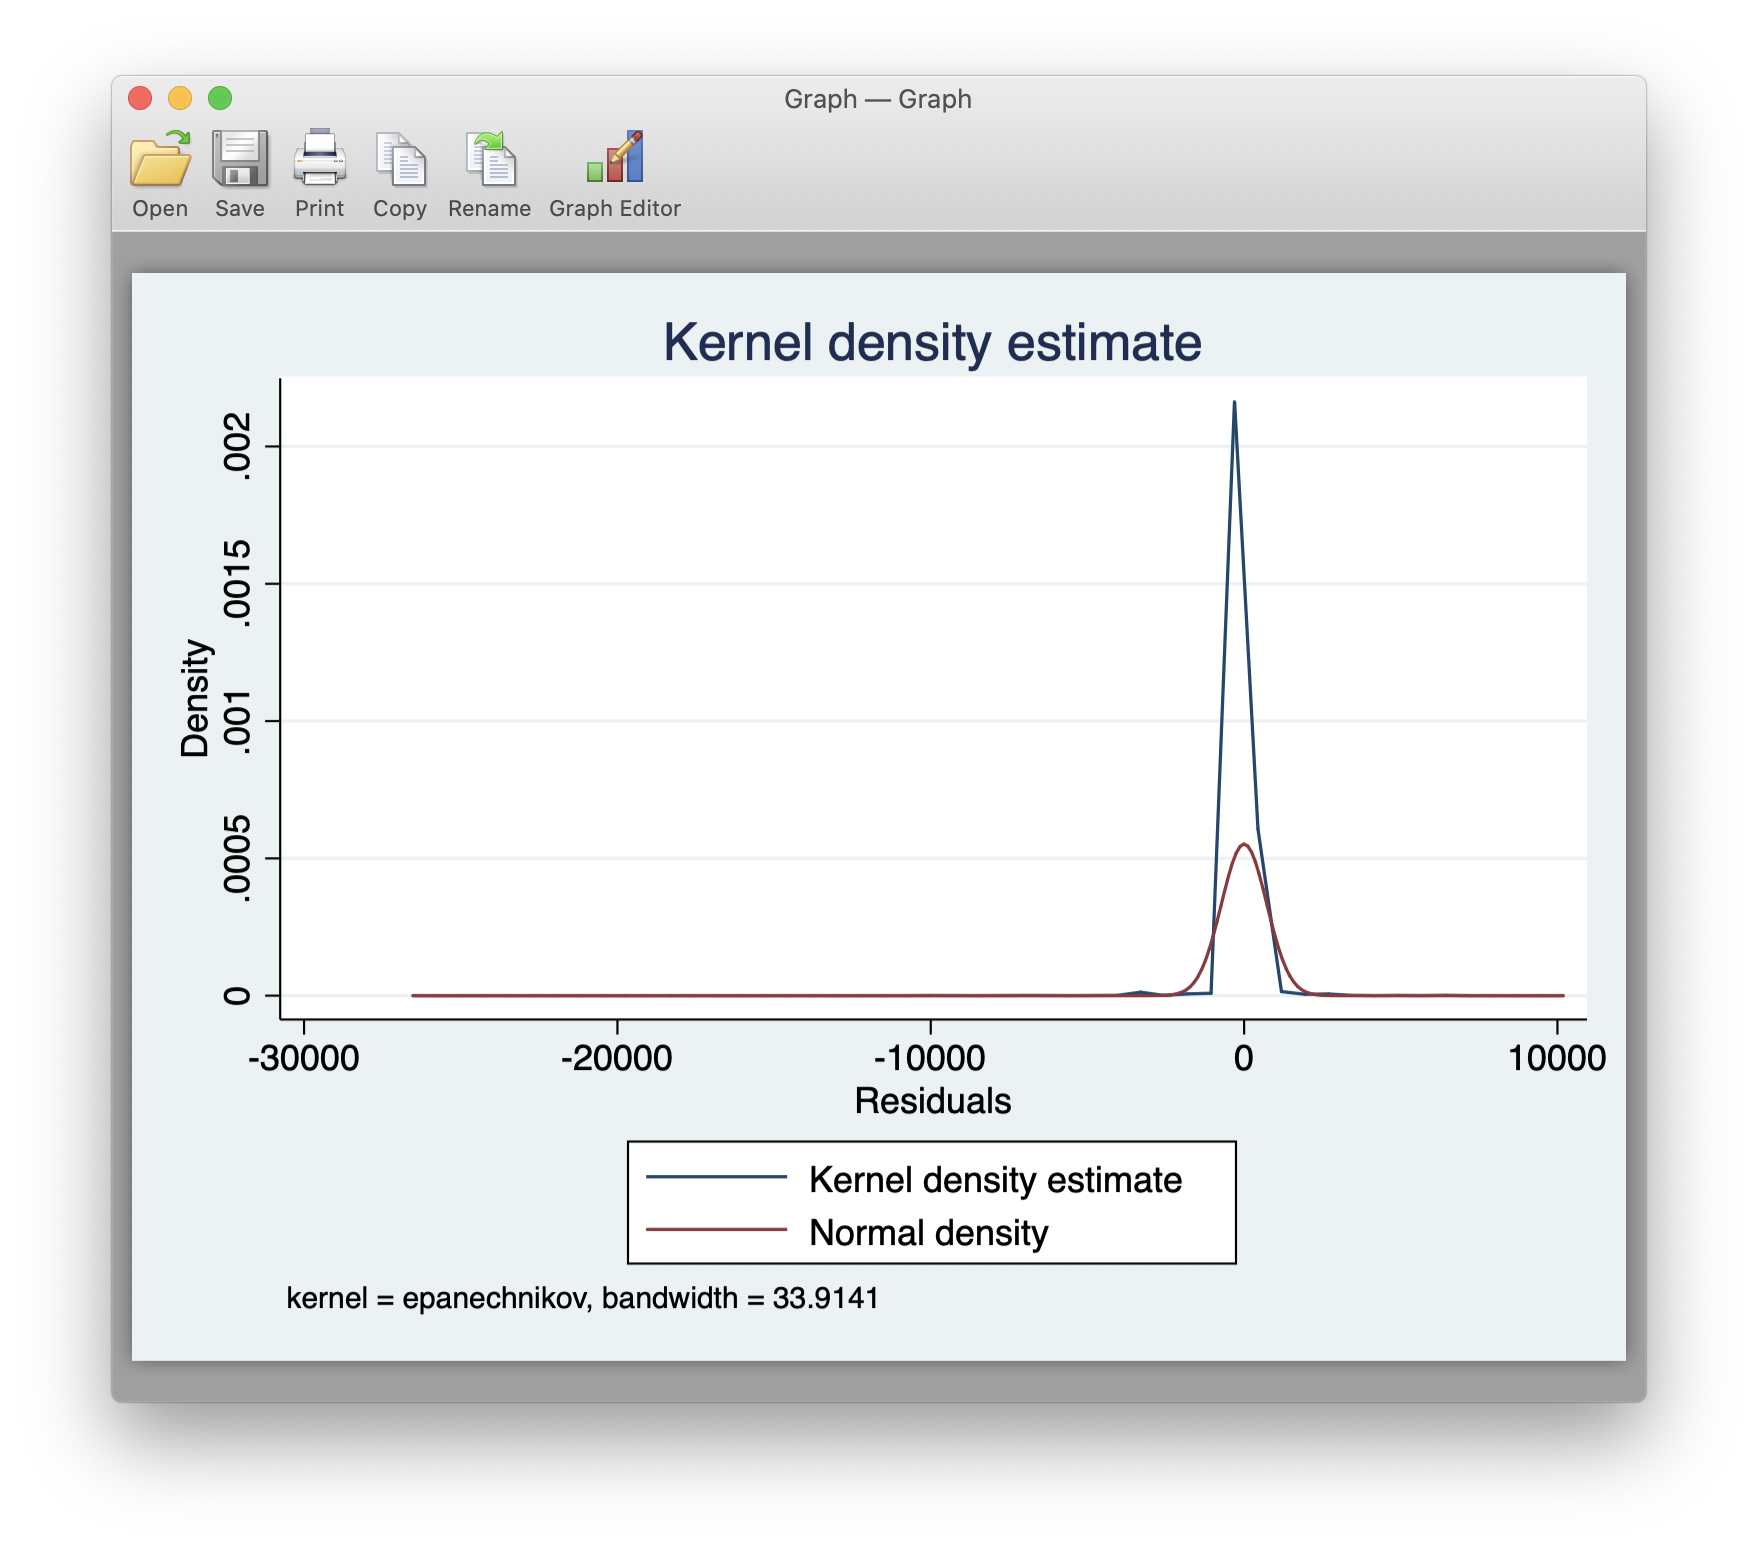 Graph — Graph
Open Save Print Copy Rename Graph Editor
Kernel density estimate
Density
.002
.0015
.001
.0005
0
-30000 -20000 -10000 0 10000
Residuals
Kernel density estimate
Normal density
kernel = epanechnikov, bandwidth = 33.9141